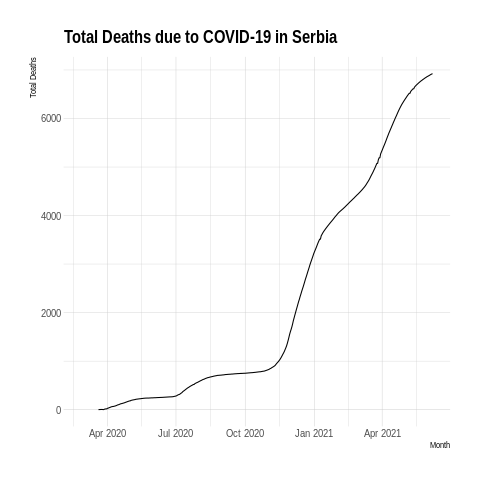 Total Deaths due to COVID-19 in Serbia
Total Deaths
6000
4000
2000
0
Apr 2020 Jul 2020 Oct 2020 Jan 2021 Apr 2021
Month